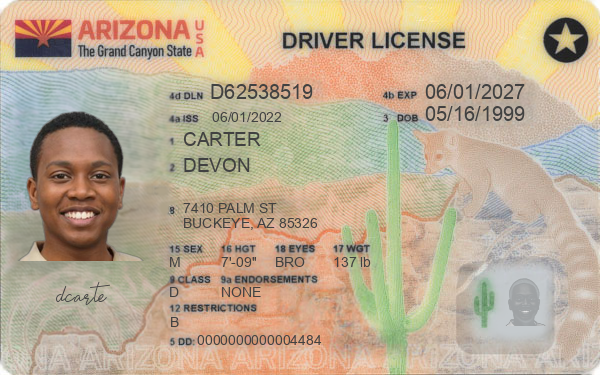 ARIZONA USA
The Grand Canyon State
DRIVER LICENSE
4d DLN D62538519
4b EXP 06/01/2027
4a ISS 06/01/2022
3 DOB 05/16/1999
1 CARTER
2 DEVON
8 7410 PALM ST
BUCKEYE, AZ 85326
15 SEX 16 HGT 18 EYES 17 WGT
M 7'-09" BRO 137 lb
9 CLASS 9a ENDORSEMENTS
D NONE
12 RESTRICTIONS
B
5 DD: 0000000000004484
dcarte
ARIZONA ARIZONA ARIZONA ARIZONA